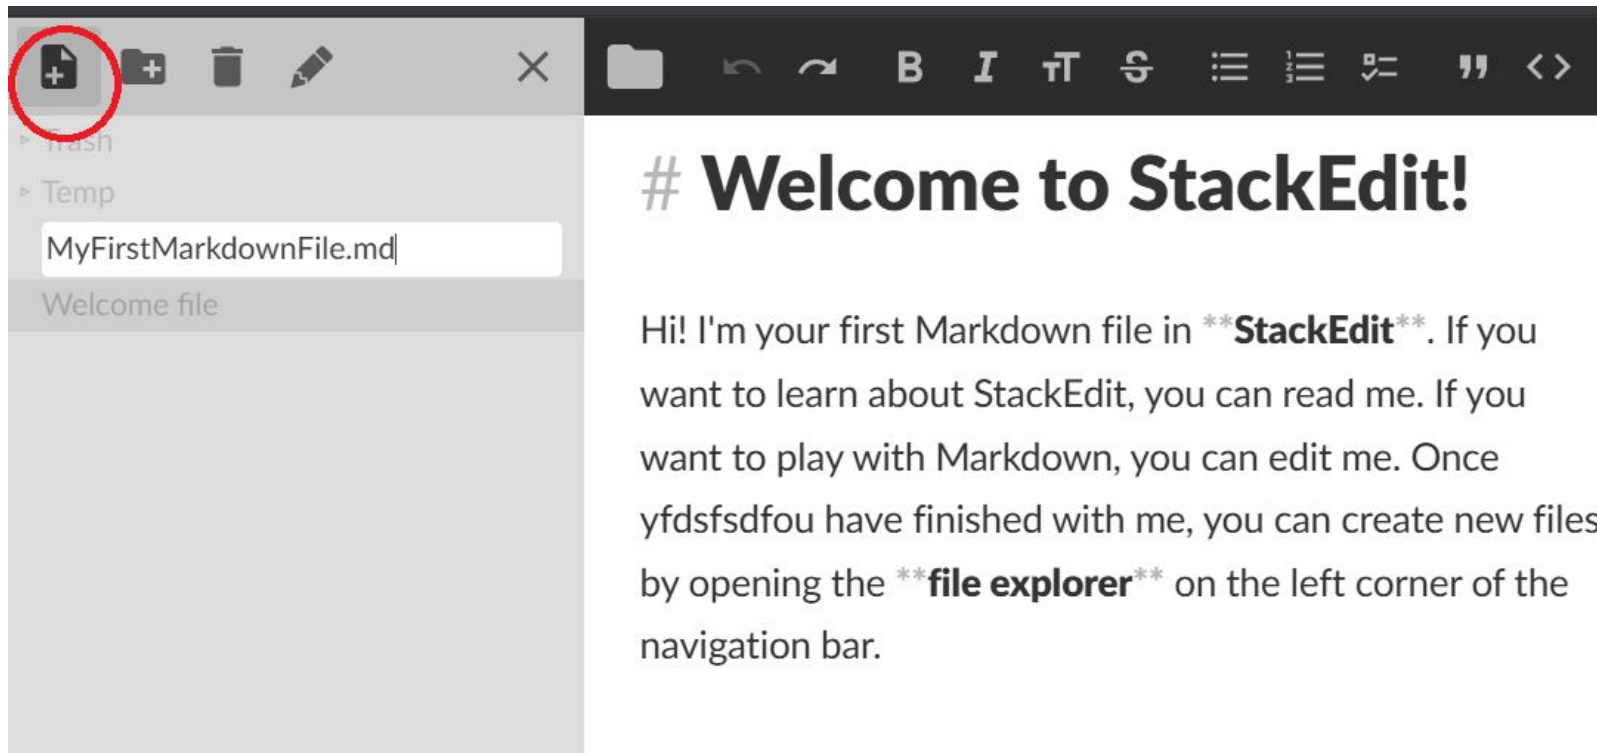 Trash
Temp
MyFirstMarkdownFile.md
Welcome file
# Welcome to StackEdit!
Hi! I'm your first Markdown file in **StackEdit**. If you
want to learn about StackEdit, you can read me. If you
want to play with Markdown, you can edit me. Once
yfdsfsdfou have finished with me, you can create new files
by opening the **file explorer** on the left corner of the
navigation bar.